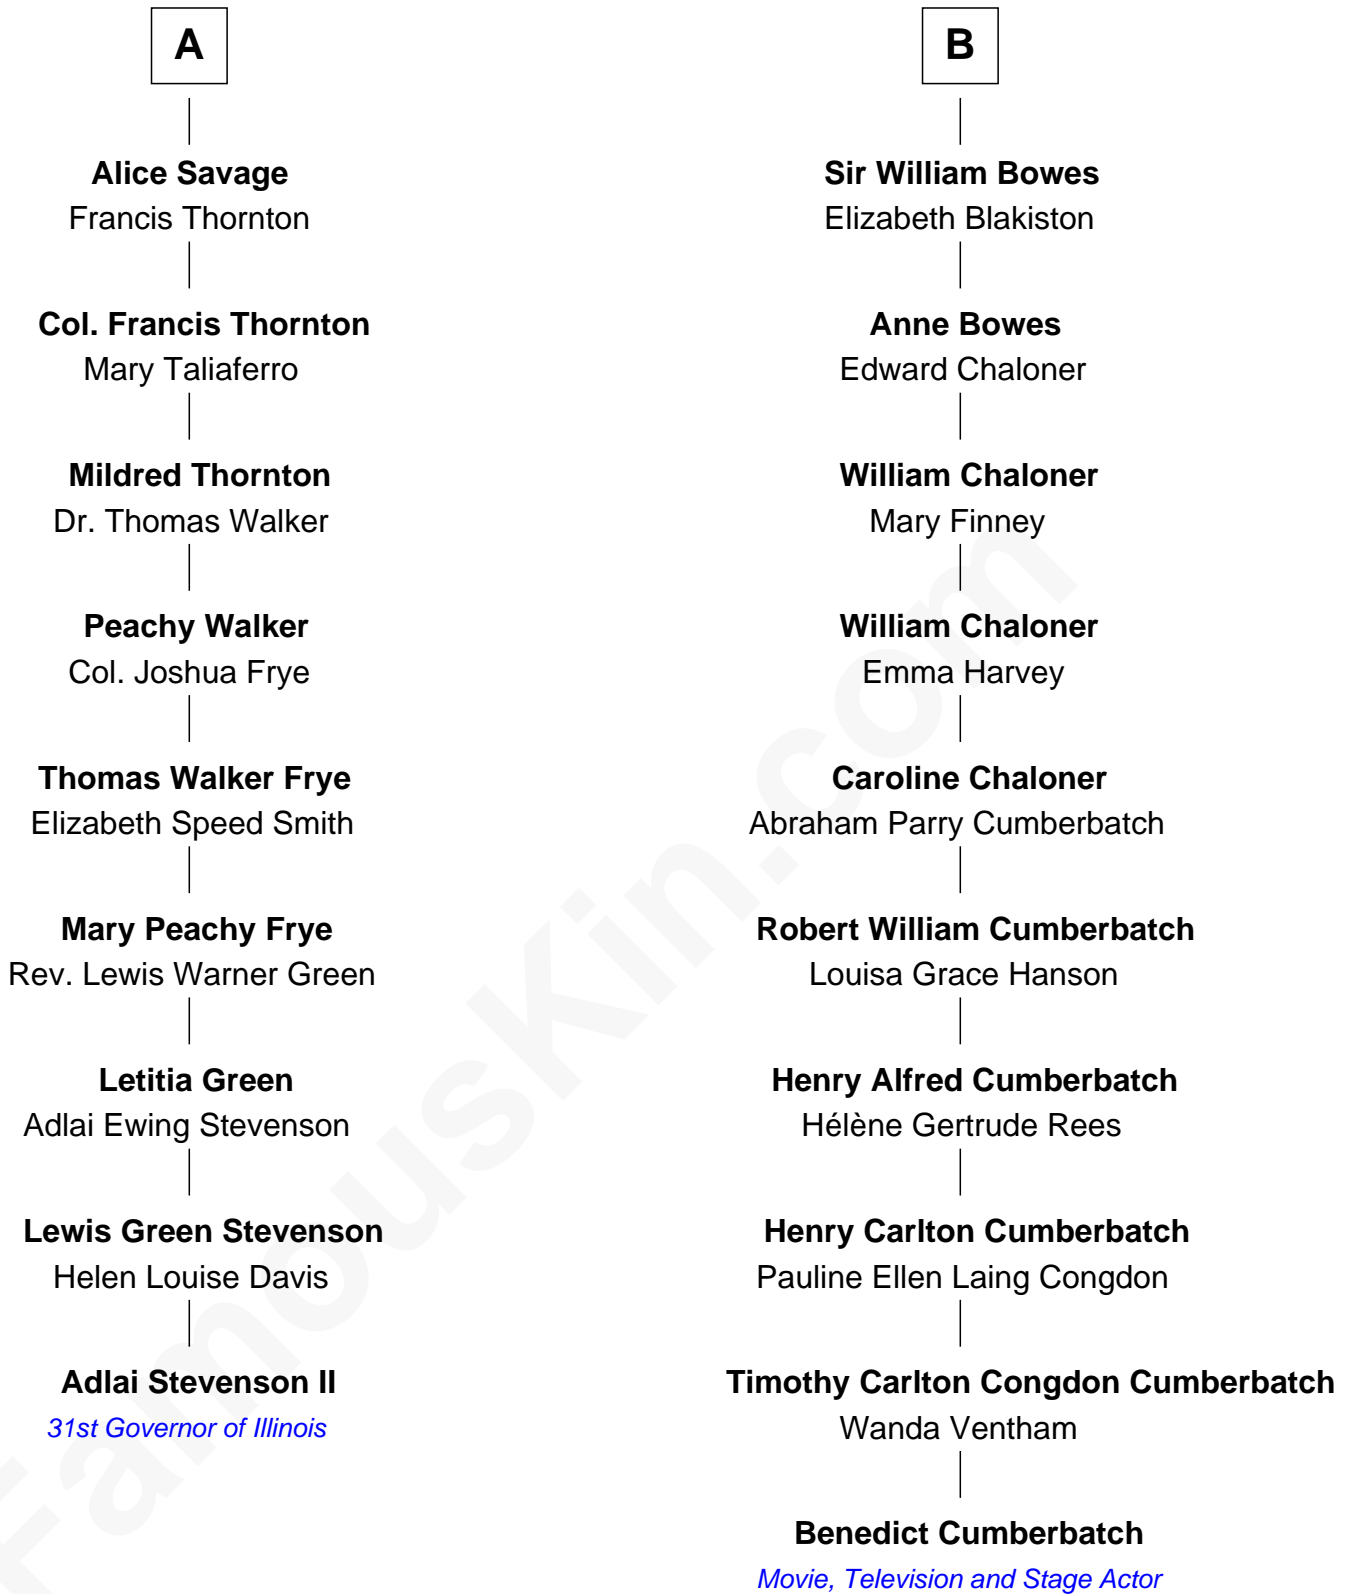 A
Alice Savage
Francis Thornton
Col. Francis Thornton
Mary Taliaferro
Mildred Thornton
Dr. Thomas Walker
Peachy Walker
Col. Joshua Frye
Thomas Walker Frye
Elizabeth Speed Smith
Mary Peachy Frye
Rev. Lewis Warner Green
Letitia Green
Adlai Ewing Stevenson
Lewis Green Stevenson
Helen Louise Davis
Adlai Stevenson II
31st Governor of Illinois
B
Sir William Bowes
Elizabeth Blakiston
Anne Bowes
Edward Chaloner
William Chaloner
Mary Finney
William Chaloner
Emma Harvey
Caroline Chaloner
Abraham Parry Cumberbatch
Robert William Cumberbatch
Louisa Grace Hanson
Henry Alfred Cumberbatch
Hélène Gertrude Rees
Henry Carlton Cumberbatch
Pauline Ellen Laing Congdon
Timothy Carlton Congdon Cumberbatch
Wanda Ventham
Benedict Cumberbatch
Movie, Television and Stage Actor
FamousKin.com